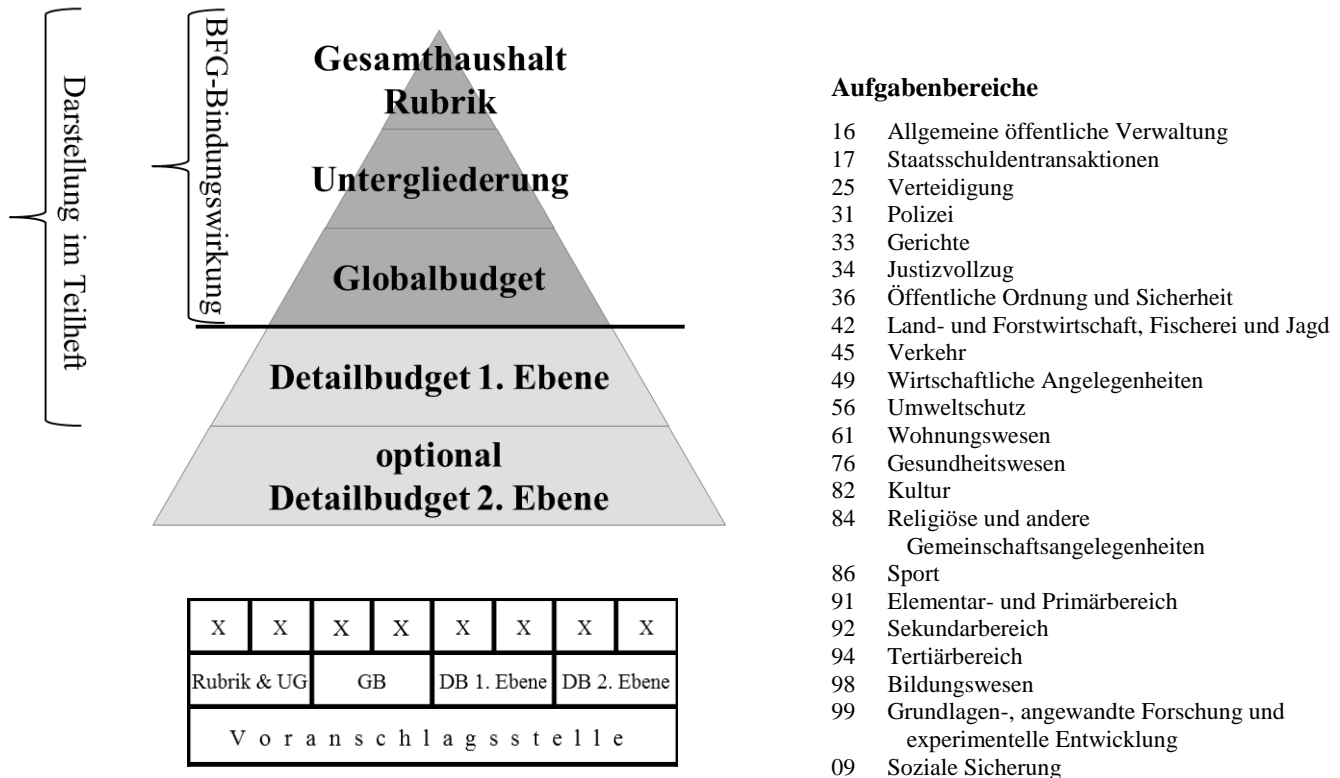 Darstellung im Teilheft
BFG-Bindungswirkung
Gesamthaushalt
Rubrik
Untergliederung
Globalbudget
Detailbudget 1. Ebene
optional
Detailbudget 2. Ebene
X X X X X X X X
Rubrik & UG GB DB 1. Ebene DB 2. Ebene
Voranschlagsstelle
Aufgabenbereiche
16 Allgemeine öffentliche Verwaltung
17 Staatsschuldentransaktionen
25 Verteidigung
31 Polizei
33 Gerichte
34 Justizvollzug
36 Öffentliche Ordnung und Sicherheit
42 Land- und Forstwirtschaft, Fischerei und Jagd
45 Verkehr
49 Wirtschaftliche Angelegenheiten
56 Umweltschutz
61 Wohnungswesen
76 Gesundheitswesen
82 Kultur
84 Religiöse und andere
Gemeinschaftsangelegenheiten
86 Sport
91 Elementar- und Primärbereich
92 Sekundarbereich
94 Tertiärbereich
98 Bildungswesen
99 Grundlagen-, angewandte Forschung und
experimentelle Entwicklung
09 Soziale Sicherung